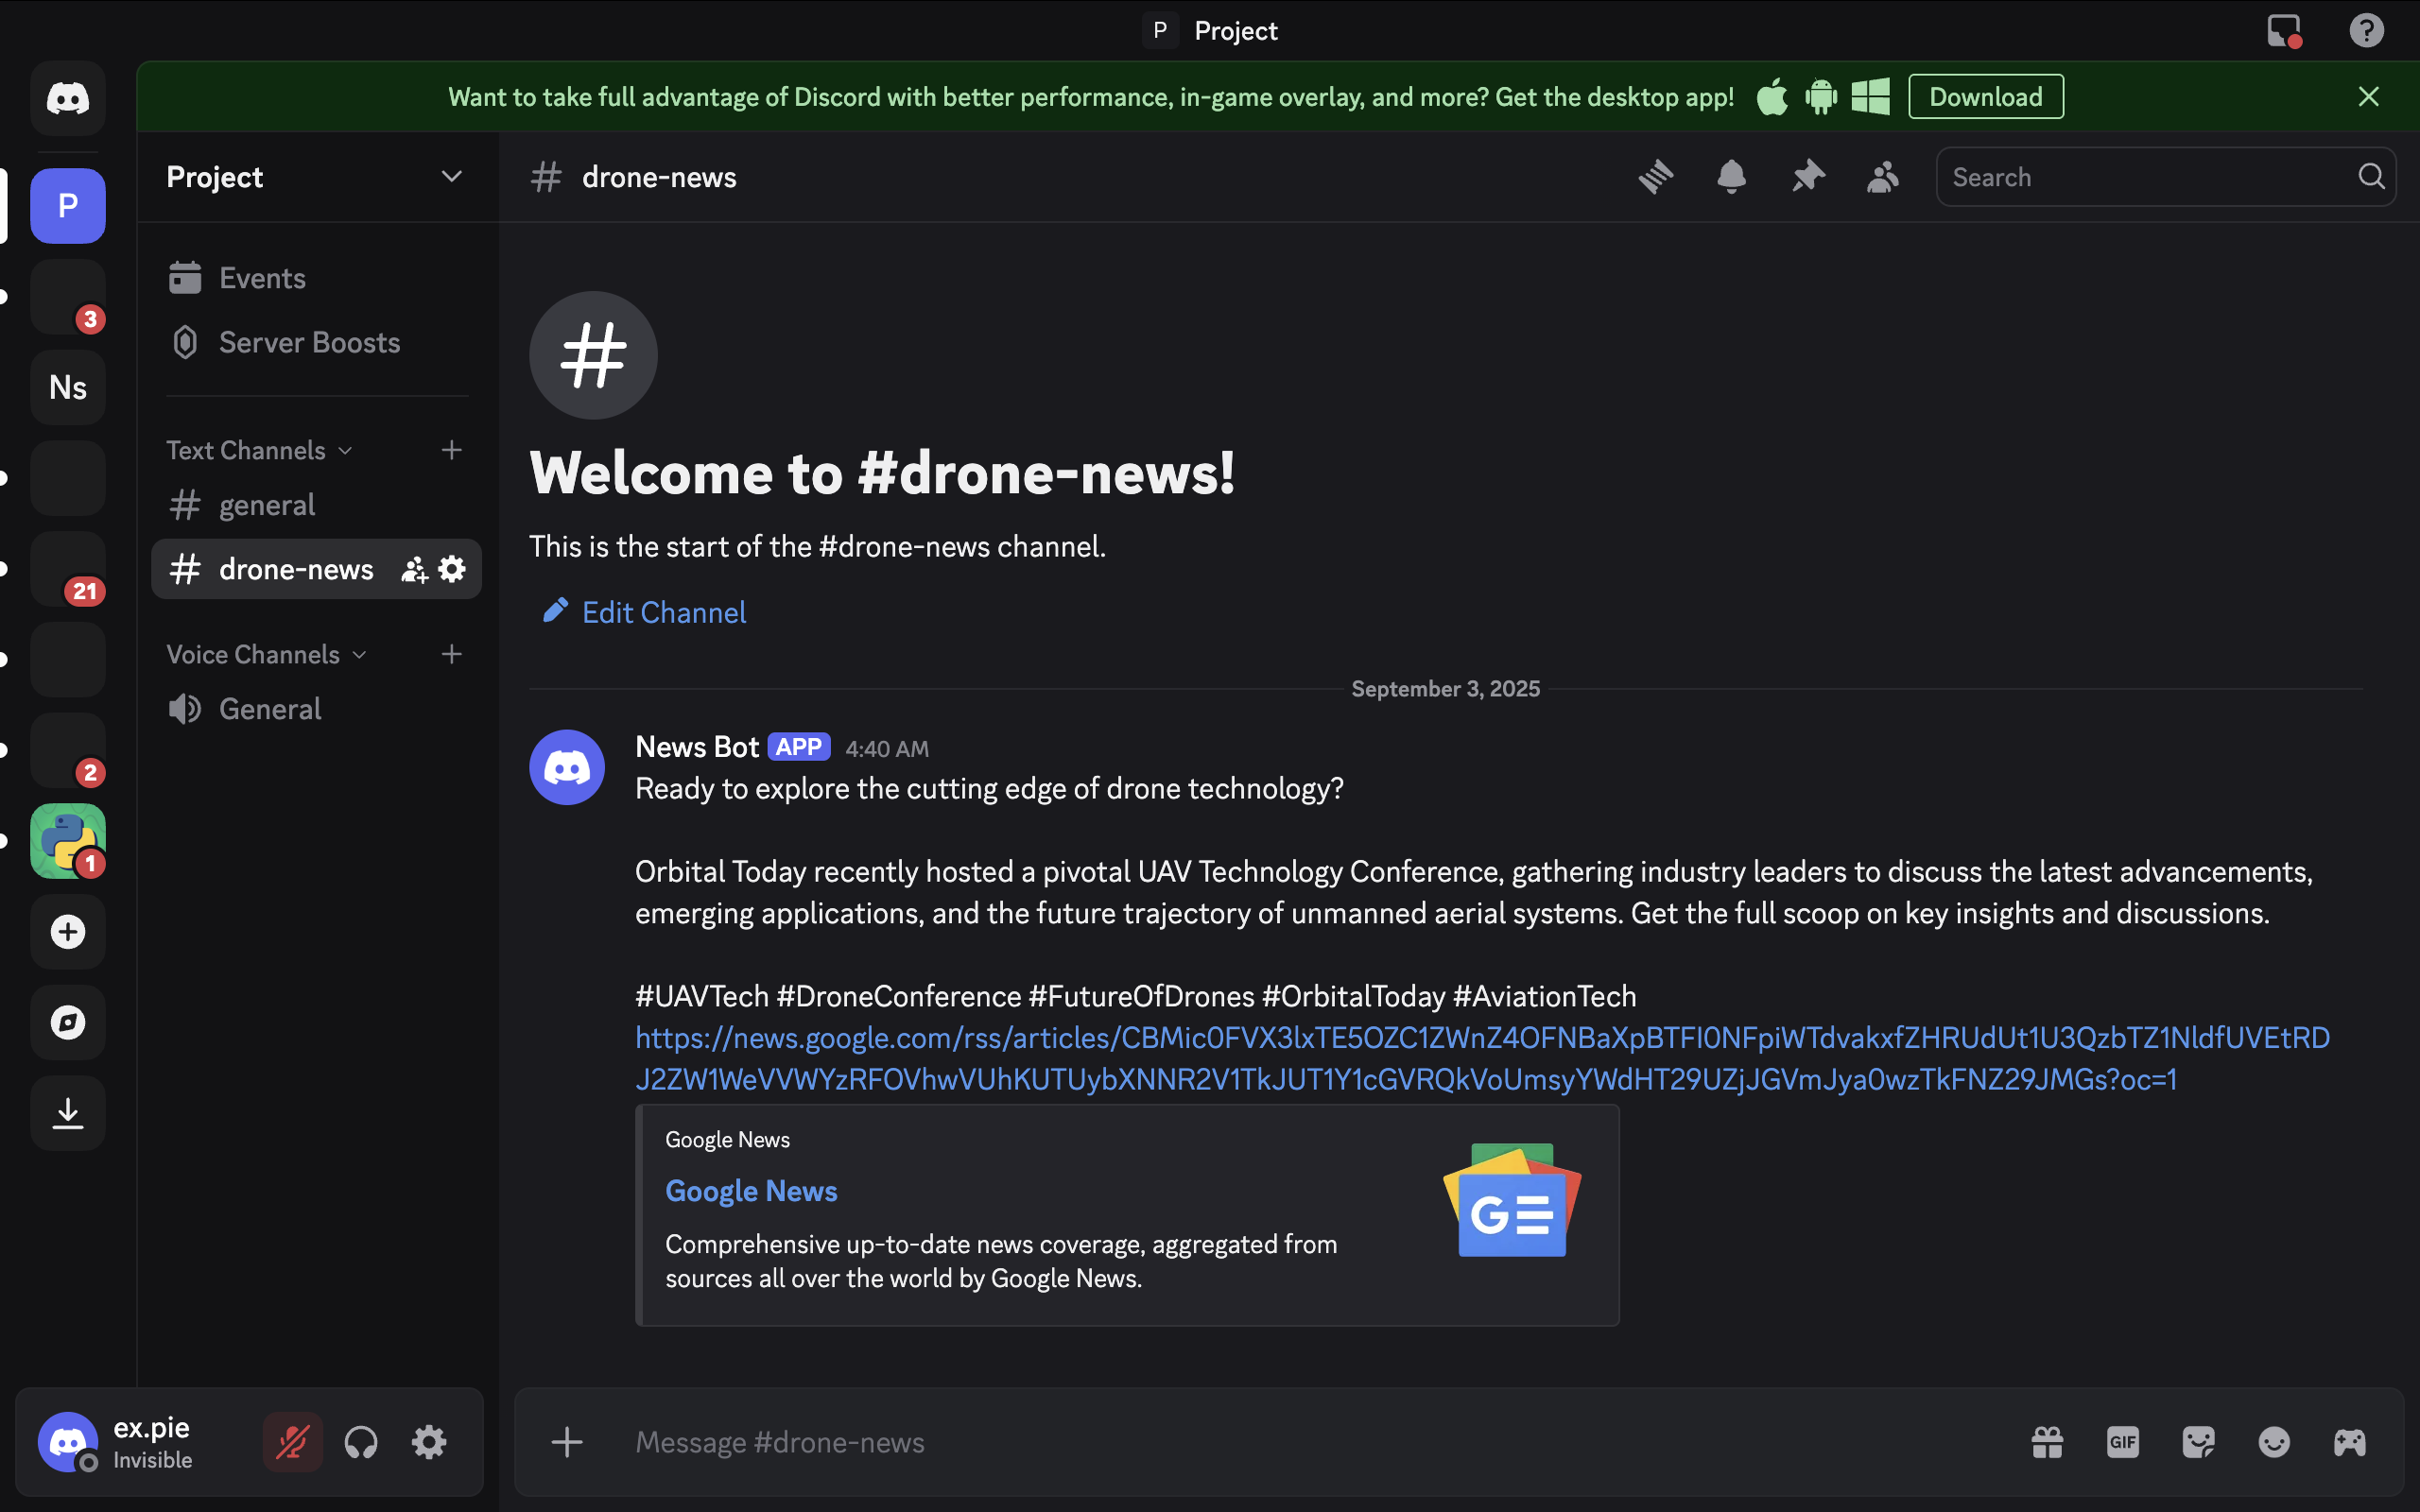 P Project
Want to take full advantage of Discord with better performance, in-game overlay, and more? Get the desktop app! Download
P
3
Ns
21
2
1
Project
Events
Server Boosts
Text Channels
general
drone-news
Voice Channels
General
ex.pie
Invisible
# drone-news
Search
#
Welcome to #drone-news!
This is the start of the #drone-news channel.
Edit Channel
September 3, 2025
News Bot APP 4:40 AM
Ready to explore the cutting edge of drone technology?
Orbital Today recently hosted a pivotal UAV Technology Conference, gathering industry leaders to discuss the latest advancements,
emerging applications, and the future trajectory of unmanned aerial systems. Get the full scoop on key insights and discussions.
#UAVTech #DroneConference #FutureOfDrones #OrbitalToday #AviationTech
https://news.google.com/rss/articles/CBMic0FVX3lxTE5OZC1ZWnZ4OFNBaXpBTFI0NFpiWTdvakxfZHRUdUt1U3QzbTZ1NldfUVEtRD
J2ZW1WeVVWYzRFOVhwVUhKUTUybXNNR2V1TkJUT1Y1cGVRQkVoUmsyYWdHT29UZjJGVmJya0wzTkFNZ29JMGs?oc=1
Google News
Google News
Comprehensive up-to-date news coverage, aggregated from
sources all over the world by Google News.
GE
Message #drone-news
GIF